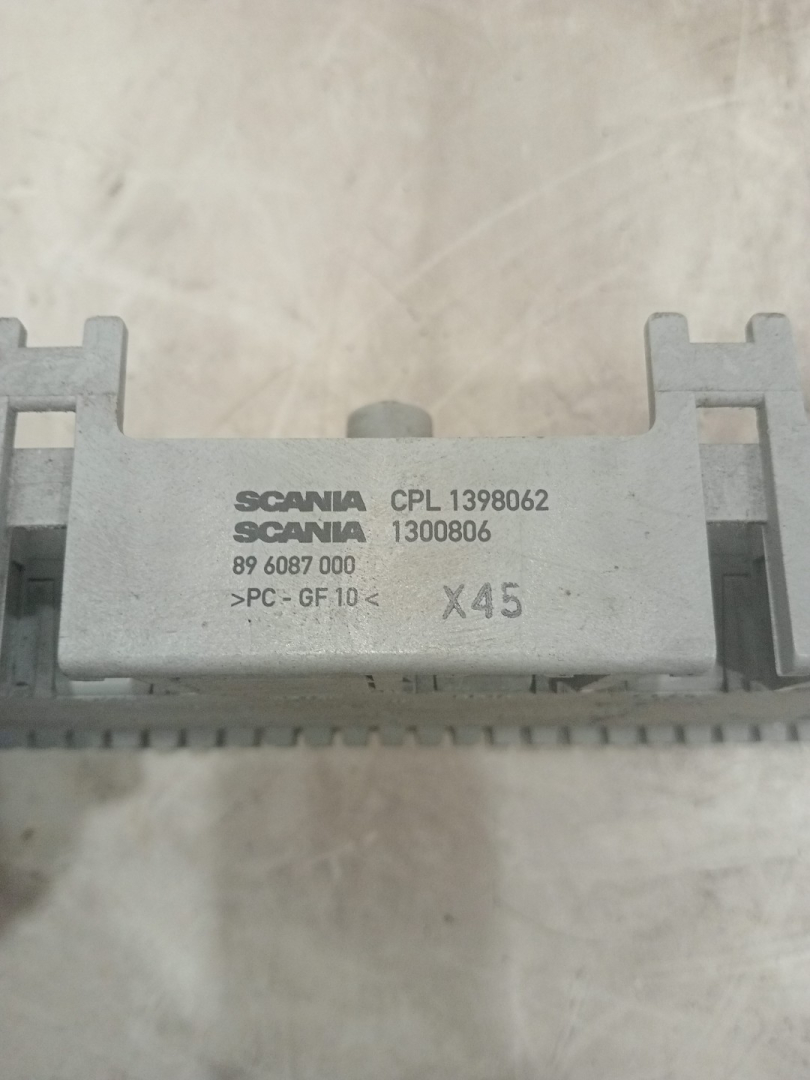 SCANIA CPL 1398062
SCANIA 1300806
89 6087 000
>PC - GF 10 < X45